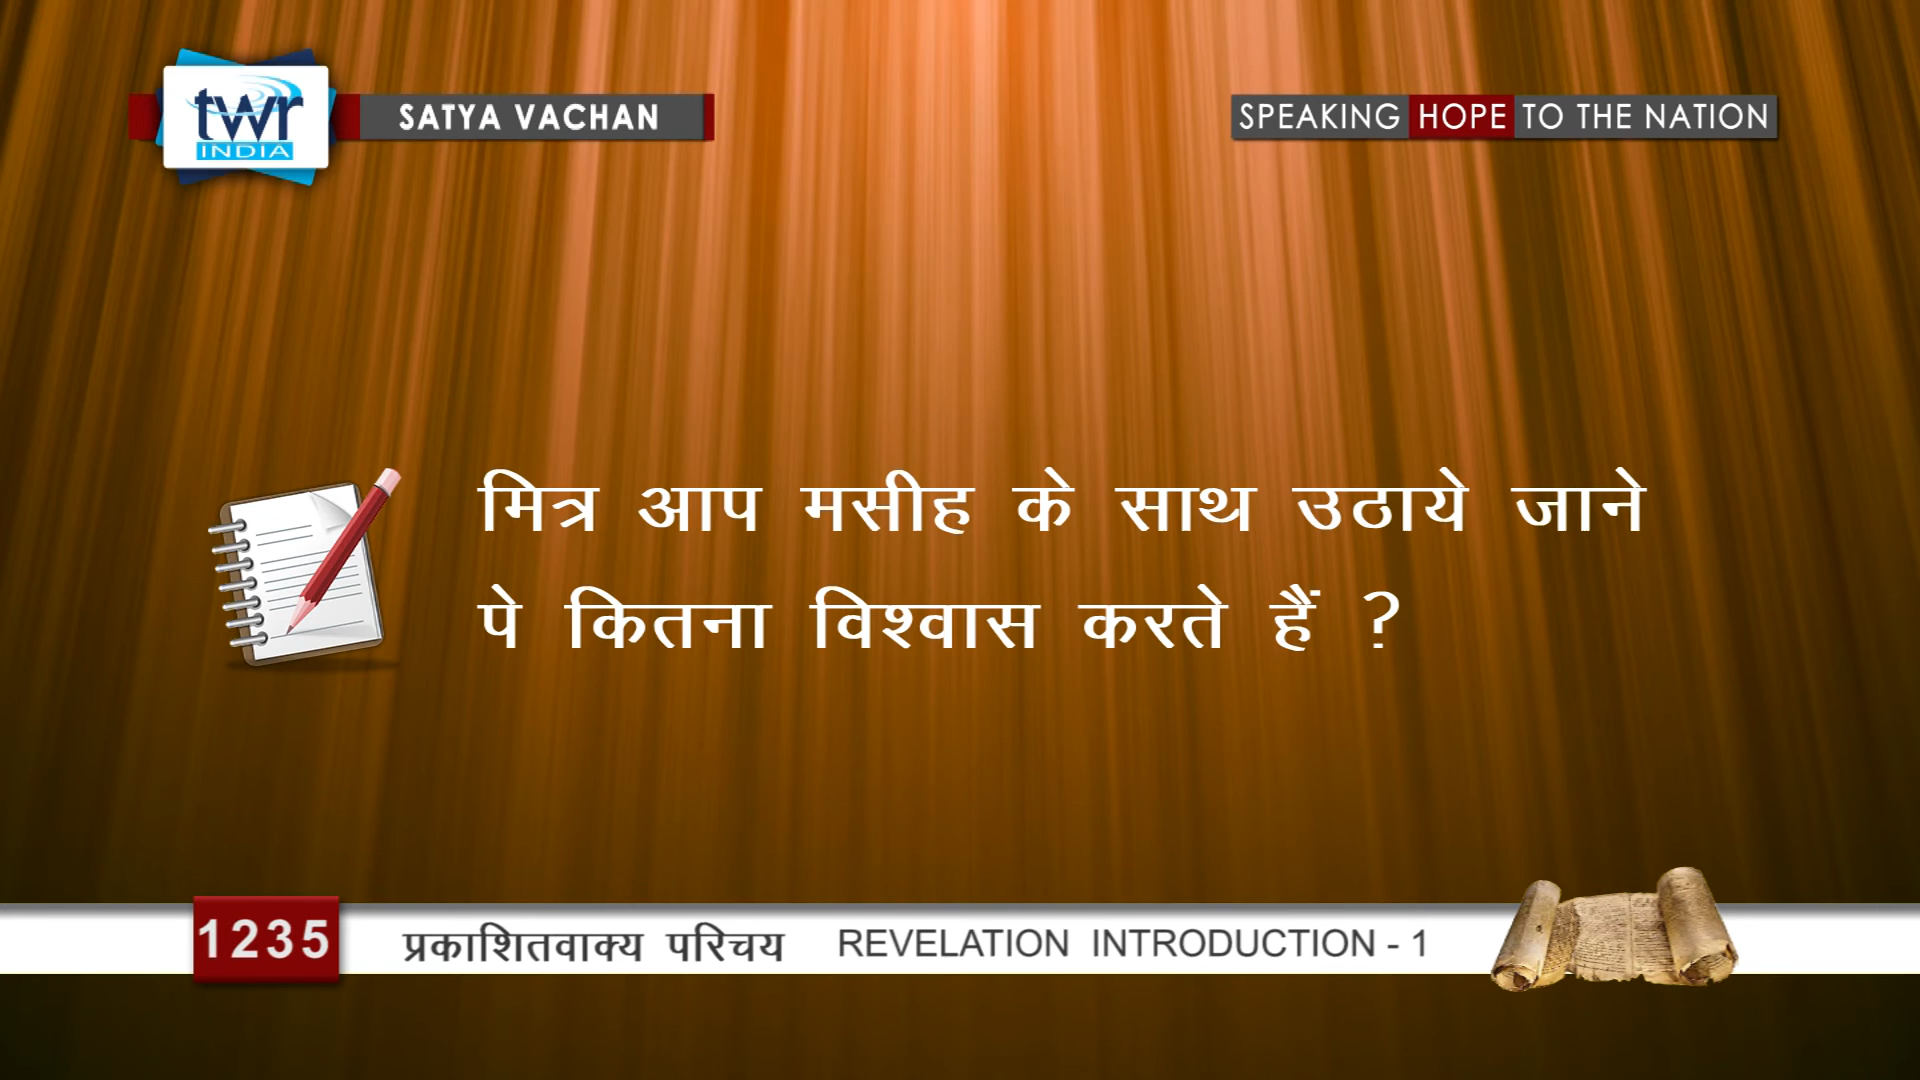 twr
INDIA
SATYA VACHAN
SPEAKING HOPE TO THE NATION
मित्र आप मसीह के साथ उठाये जाने
पे कितना विश्वास करते हैं ?
1235
प्रकाशितवाक्य परिचय REVELATION INTRODUCTION - 1